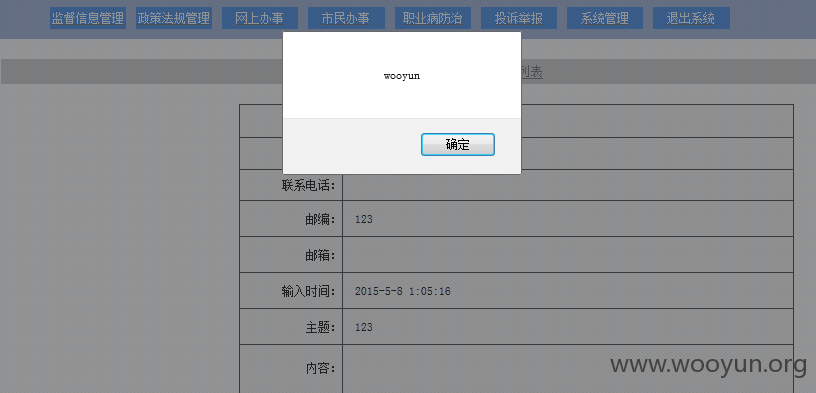 监督信息管理 政策法规管理 网上办事 市民办事 职业病防治 投诉举报 系统管理 退出系统
列表
wooyun
确定
联系电话：
邮编： 123
邮箱：
输入时间： 2015-5-8 1:05:16
主题： 123
内容：
www.wooyun.org